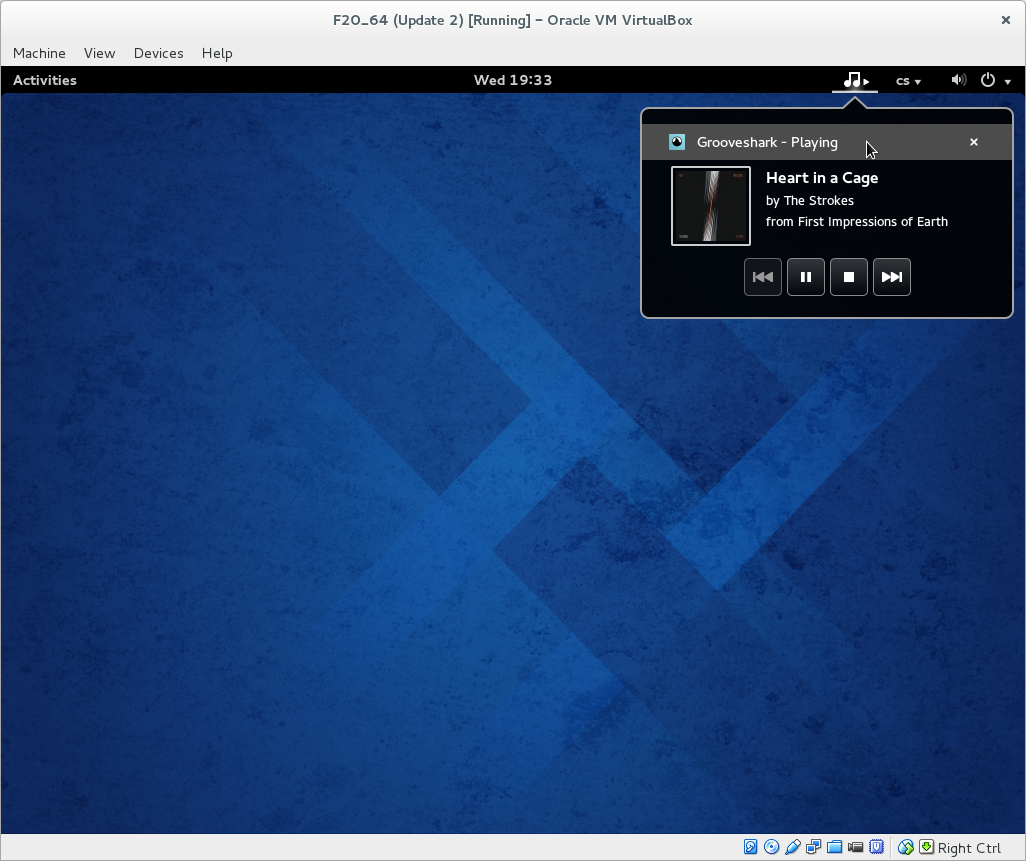 F20_64 (Update 2) [Running] – Oracle VM VirtualBox
Machine View Devices Help
Activities Wed 19:33 cs
Grooveshark - Playing
Heart in a Cage
by The Strokes
from First Impressions of Earth
Right Ctrl